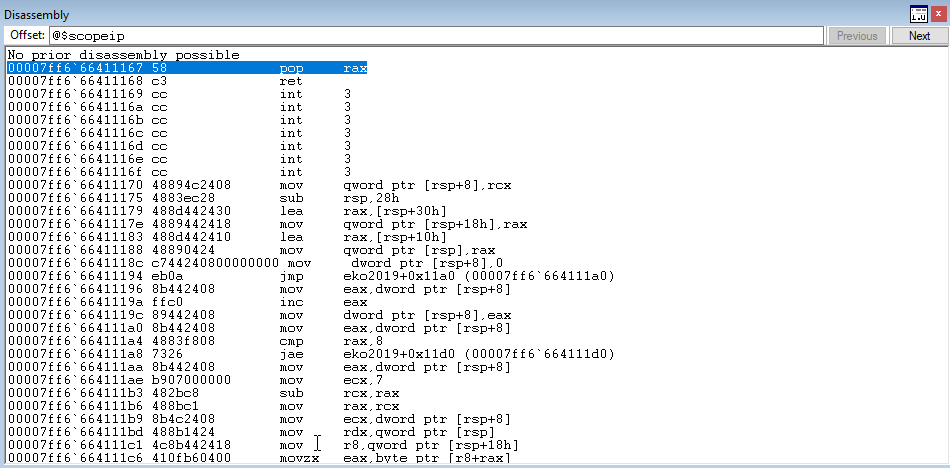 Disassembly
Offset: @$scopeip Previous Next
No prior disassembly possible
00007ff6`66411167 58 pop rax
00007ff6`66411168 c3 ret
00007ff6`66411169 cc int 3
00007ff6`6641116a cc int 3
00007ff6`6641116b cc int 3
00007ff6`6641116c cc int 3
00007ff6`6641116d cc int 3
00007ff6`6641116e cc int 3
00007ff6`6641116f cc int 3
00007ff6`66411170 48894c2408 mov qword ptr [rsp+8],rcx
00007ff6`66411175 4883ec28 sub rsp,28h
00007ff6`66411179 488d442430 lea rax,[rsp+30h]
00007ff6`6641117e 4889442418 mov qword ptr [rsp+18h],rax
00007ff6`66411183 488d442410 lea rax,[rsp+10h]
00007ff6`66411188 48890424 mov qword ptr [rsp],rax
00007ff6`6641118c c744240800000000 mov dword ptr [rsp+8],0
00007ff6`66411194 eb0a jmp eko2019+0x11a0 (00007ff6`664111a0)
00007ff6`66411196 8b442408 mov eax,dword ptr [rsp+8]
00007ff6`6641119a ffc0 inc eax
00007ff6`6641119c 89442408 mov dword ptr [rsp+8],eax
00007ff6`664111a0 8b442408 mov eax,dword ptr [rsp+8]
00007ff6`664111a4 4883f808 cmp rax,8
00007ff6`664111a8 7326 jae eko2019+0x11d0 (00007ff6`664111d0)
00007ff6`664111aa 8b442408 mov eax,dword ptr [rsp+8]
00007ff6`664111ae b907000000 mov ecx,7
00007ff6`664111b3 482bc8 sub rcx,rax
00007ff6`664111b6 488bc1 mov rax,rcx
00007ff6`664111b9 8b4c2408 mov ecx,dword ptr [rsp+8]
00007ff6`664111bd 488b1424 mov rdx,qword ptr [rsp]
00007ff6`664111c1 4c8b442418 mov r8,qword ptr [rsp+18h]
00007ff6`664111c6 410fb60400 movzx eax,byte ptr [r8+rax]